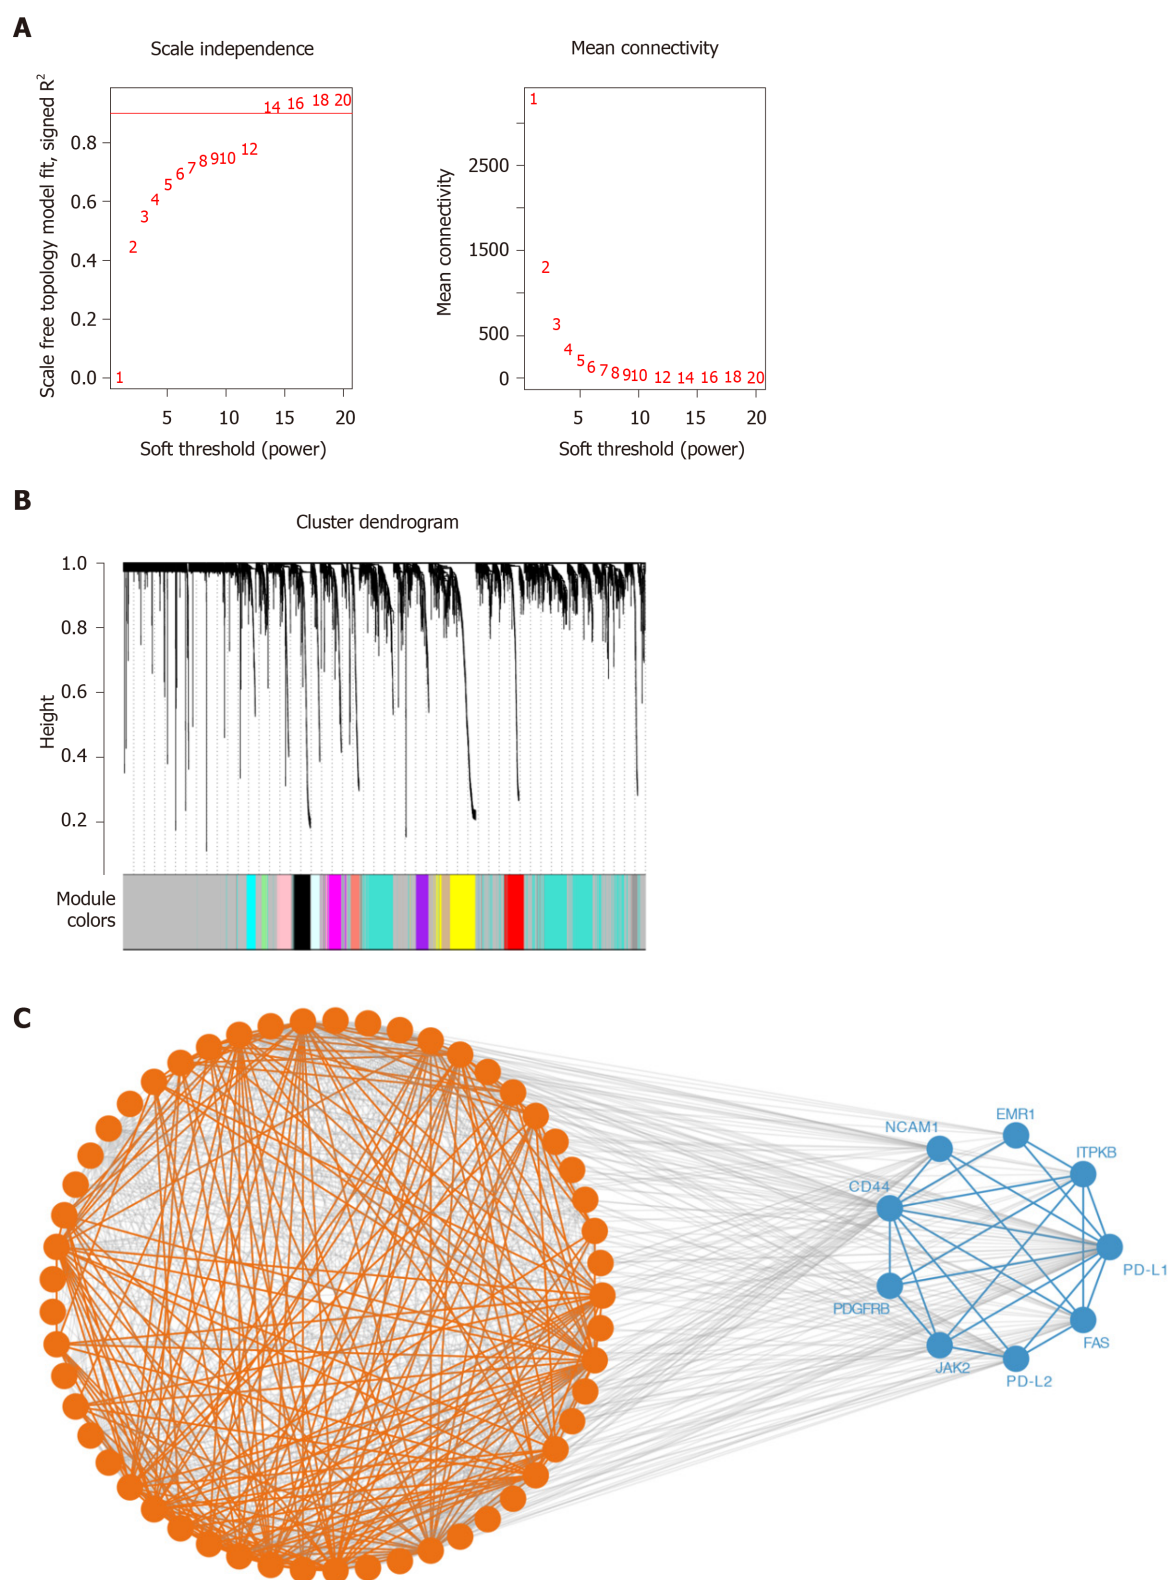 A
Scale independence
Scale free topology model fit, signed R²
0.8
0.6
0.4
0.2
0.0
1
2
3
4
5
6
7
8
9
10
12
14
16
18
20
5
10
15
20
Soft threshold (power)
Mean connectivity
Mean connectivity
2500
1500
500
0
1
2
3
4
5
6
7
8
9
10
12
14
16
18
20
5
10
15
20
Soft threshold (power)
B
Cluster dendrogram
Height
1.0
0.8
0.6
0.4
0.2
Module
colors
C
EMR1
NCAM1
ITPKB
CD44
PD-L1
PDGFRB
FAS
JAK2
PD-L2